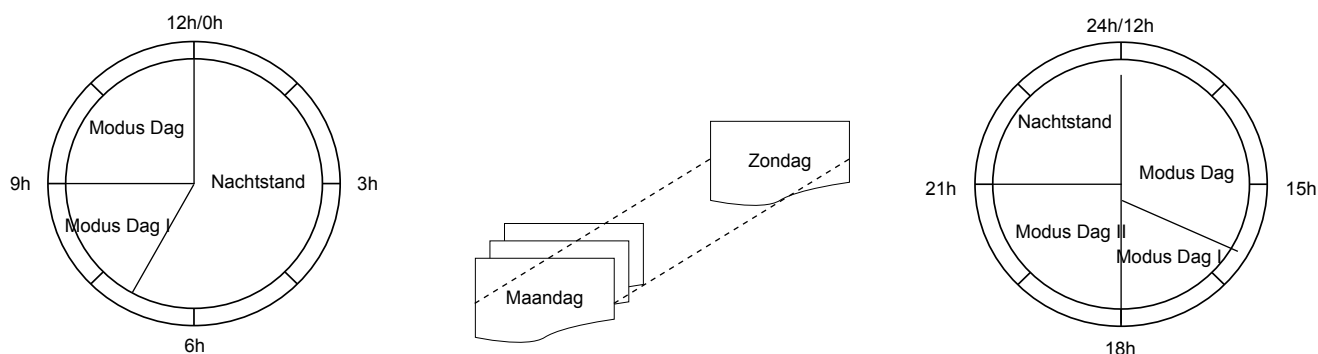 12h/0h
Modus Dag
Nachtstand
9h
3h
Modus Dag I
6h
Zondag
Maandag
24h/12h
Nachtstand
Modus Dag
21h
15h
Modus Dag II
Modus Dag I
18h